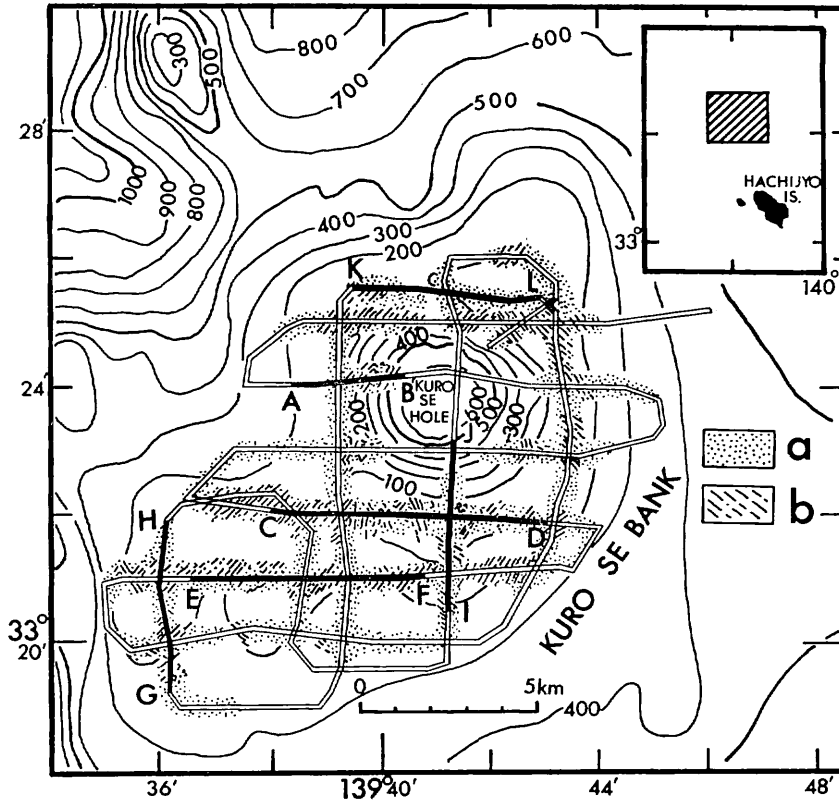 800
600
300
500
700
500
28′
1000
900
800
400
300
200
HACHIJYO
IS.
33°
140°
K
L
400
24′
A
B
KURO
SE
HOLE
200
500
300
J
a
b
100
H
C
D
E
F
I
KURO SE BANK
33°
20′
G
0
5km
400
36′
139°40′
44′
48′